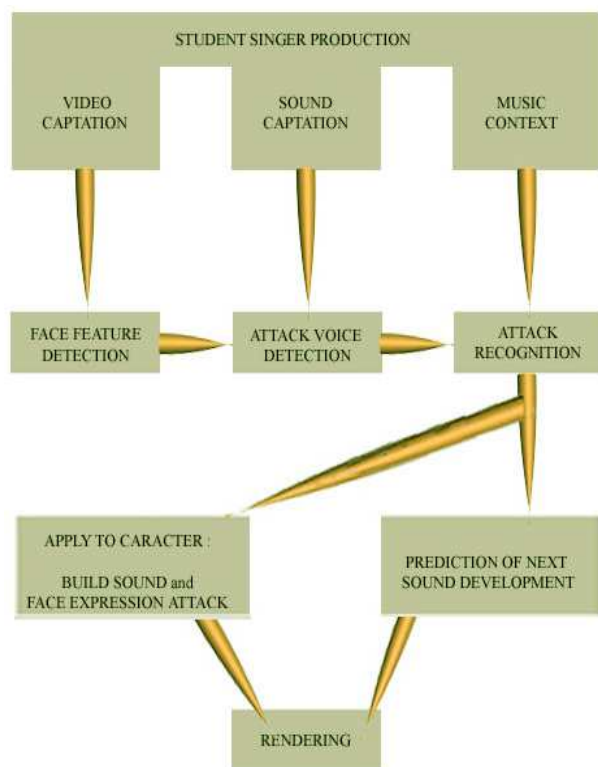 STUDENT SINGER PRODUCTION
VIDEO
CAPTATION
SOUND
CAPTATION
MUSIC
CONTEXT
FACE FEATURE
DETECTION
ATTACK VOICE
DETECTION
ATTACK
RECOGNITION
APPLY TO CARACTER :
BUILD SOUND and
FACE EXPRESSION ATTACK
PREDICTION OF NEXT
SOUND DEVELOPMENT
RENDERING